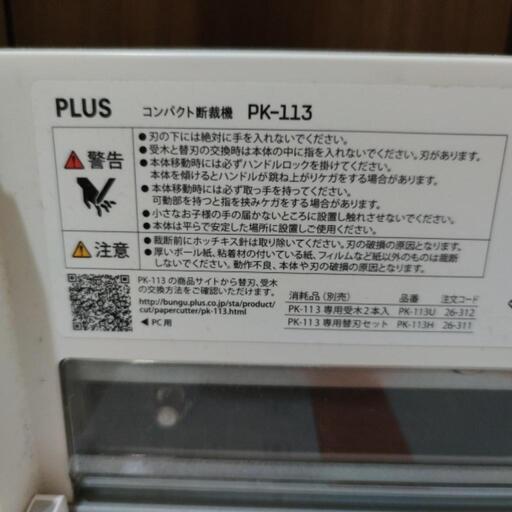 PLUS コンパクト断裁機 PK-113
警告
●刃の下には絶対に手を入れないでください。
●受木と替刃の交換時は本体の中に指を入れないでください。刃があります。
●本体移動時には必ずハンドルロックを掛けてください。
本体を傾けるとハンドルが跳ね上がりケガをする場合があります。
●本体移動時には必ず取っ手を持ってください。
可動部を持つと指を挟みケガをする場合があります。
●小さなお子様の手の届かないところに設置し触れさせないでください。
●本体は平らで安定した場所に設置しご使用ください。
注意
●裁断前にホッチキス針は取り除いてください。刃の破損の原因となります。
●厚いボール紙、粘着材の付いている紙、フィルムなど紙以外のものは裁断
しないでください。動作不良、本体や刃の破損の原因となります。
PK-113 の商品サイトから替刃、受木
の交換方法をご確認いただけます。
http://bungu.plus.co.jp/sta/product/
cut/papercutter/pk-113.html
◀ PC用
消耗品（別売） 品番 注文コード
PK-113 専用受木2本入 PK-113U 26-312
PK-113 専用替刃セット PK-113H 26-311